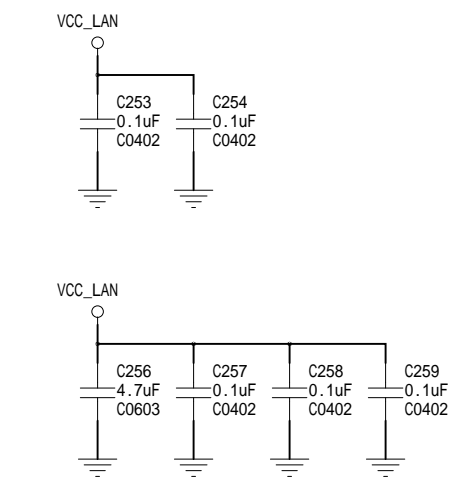 VCC_LAN
C253
0.1uF
C0402
C254
0.1uF
C0402
VCC_LAN
C256
4.7uF
C0603
C257
0.1uF
C0402
C258
0.1uF
C0402
C259
0.1uF
C0402